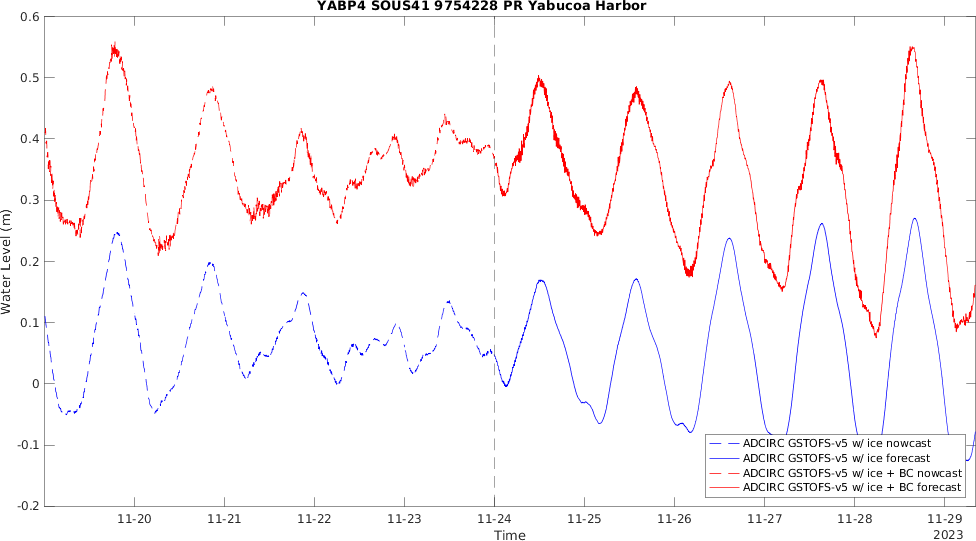 YABP4 SOUS41 9754228 PR Yabucoa Harbor
0.6
0.5
0.4
0.3
0.2
0.1
0
-0.1
-0.2
Water Level (m)
11-20 11-21 11-22 11-23 11-24 11-25 11-26 11-27 11-28 11-29
2023
Time
ADCIRC GSTOFS-v5 w/ ice nowcast
ADCIRC GSTOFS-v5 w/ ice forecast
ADCIRC GSTOFS-v5 w/ ice + BC nowcast
ADCIRC GSTOFS-v5 w/ ice + BC forecast